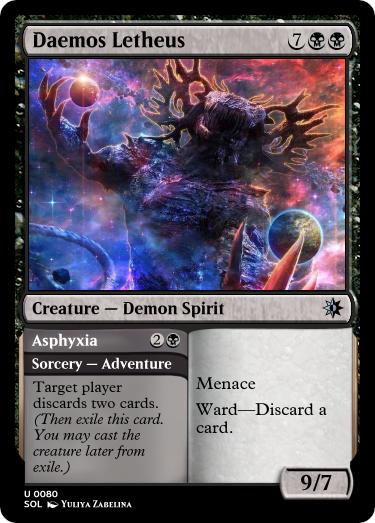 Daemos Letheus 7
Creature — Demon Spirit
Asphyxia 2
Sorcery — Adventure
Target player
discards two cards.
(Then exile this card.
You may cast the
creature later from
exile.)
Menace
Ward—Discard a
card.
9/7
U 0080
SOL Yuliya Zabelina